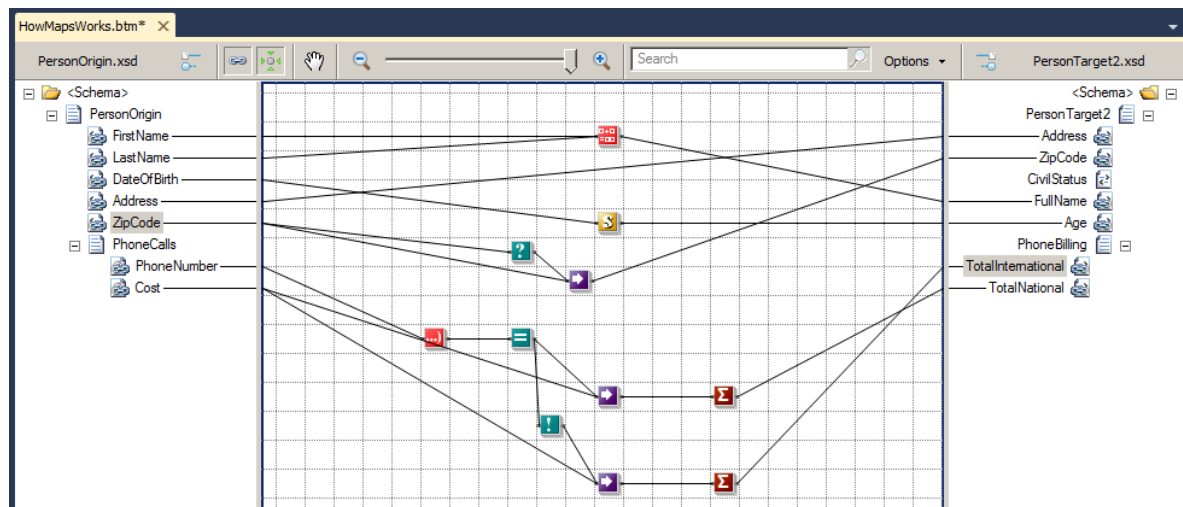 HowMapsWorks.btm*
PersonOrigin.xsd
Search
Options
PersonTarget2.xsd
<Schema>
PersonOrigin
FirstName
LastName
DateOfBirth
Address
ZipCode
PhoneCalls
PhoneNumber
Cost
<Schema>
PersonTarget2
Address
ZipCode
CivilStatus
FullName
Age
PhoneBilling
TotalInternational
TotalNational
S
?
...)
=
Σ
!
Σ